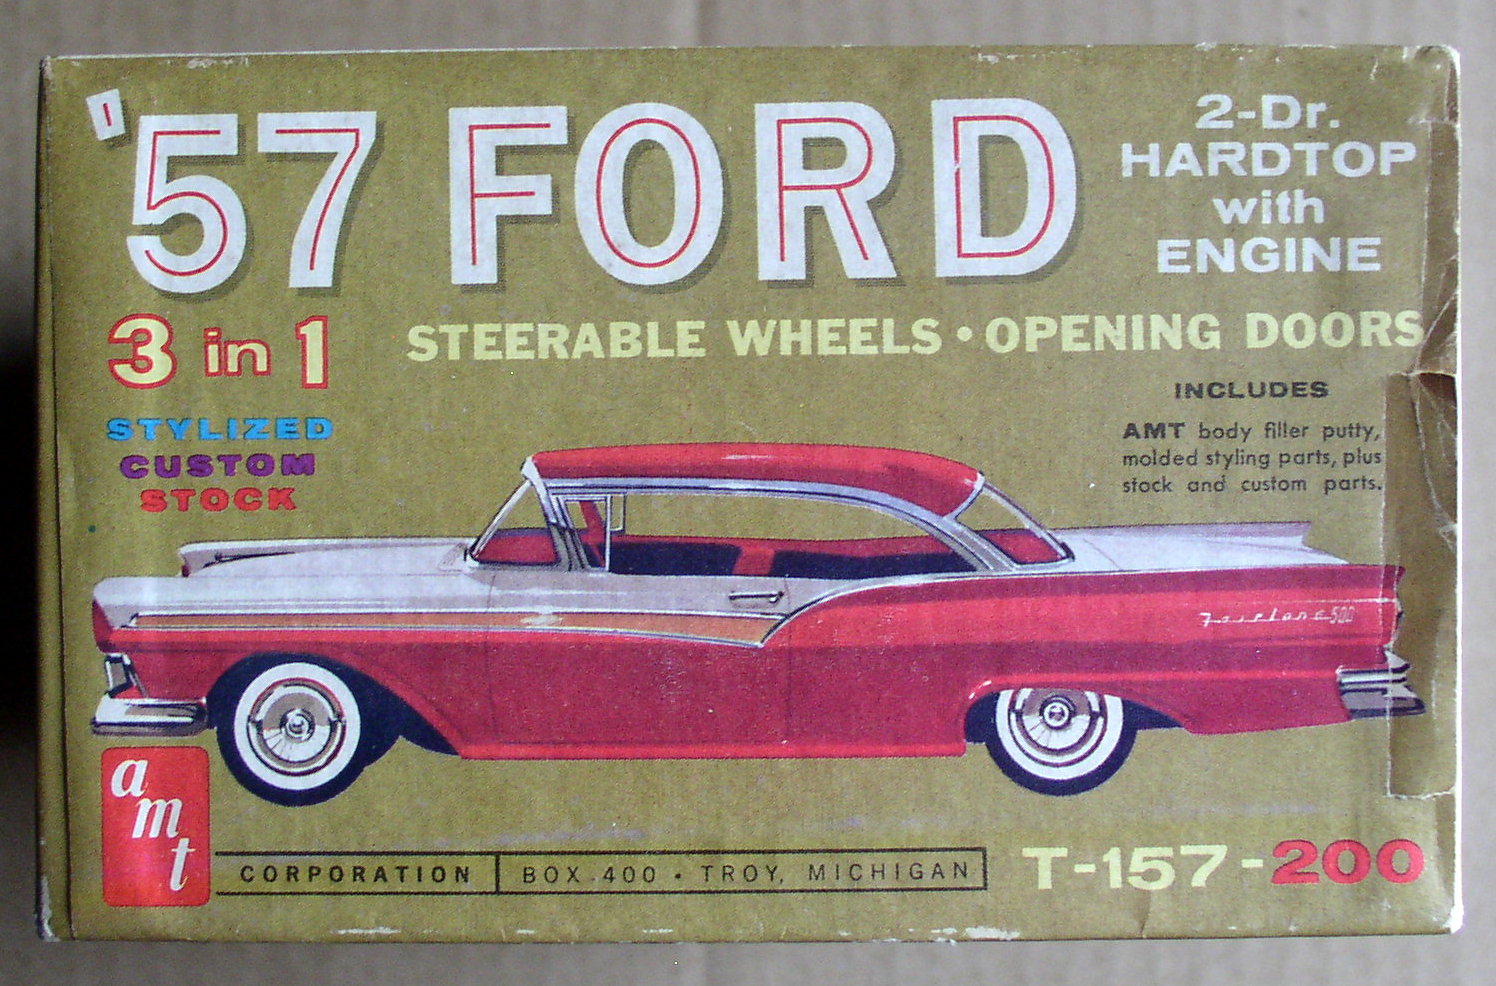 '57 FORD
2-Dr.
HARDTOP
with
ENGINE
3 in 1
STEERABLE WHEELS • OPENING DOORS
STYLIZED
CUSTOM
STOCK
INCLUDES
AMT body filler putty,
molded styling parts, plus
stock and custom parts.
Fairlane 500
amt
CORPORATION
BOX 400 • TROY, MICHIGAN
T-157-200